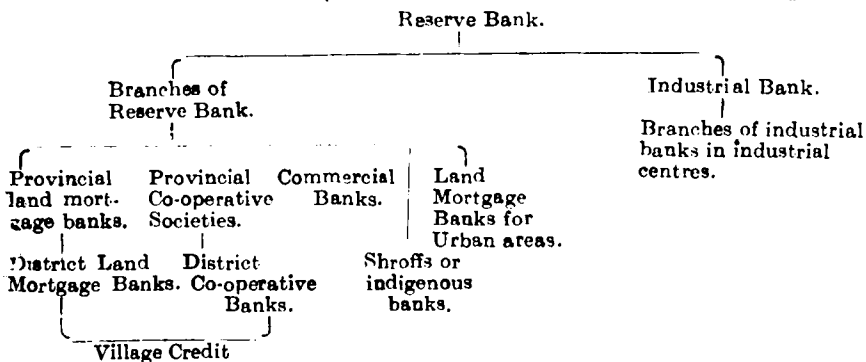 Reserve Bank.
Branches of
Reserve Bank.
Industrial Bank.
Branches of industrial
banks in industrial
centres.
Provincial
land mort-
gage banks.
Provincial
Co-operative
Societies.
Commercial
Banks.
Land
Mortgage
Banks for
Urban areas.
District Land
Mortgage Banks.
District
Co-operative
Banks.
Shroffs or
indigenous
banks.
Village Credit